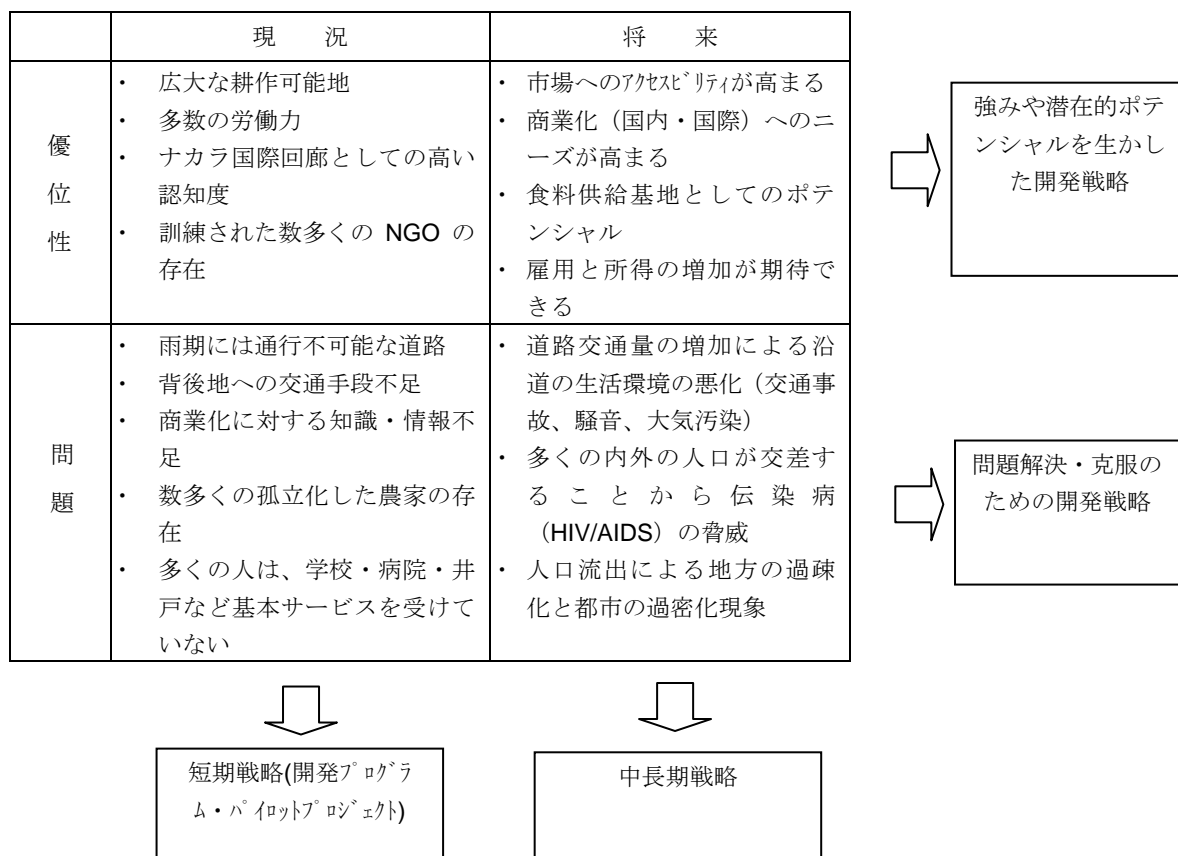 現 況
将 来
優
位
性
・ 広大な耕作可能地
・ 多数の労働力
・ ナカラ国際回廊としての高い
認知度
・ 訓練された数多くの NGO の
存在
・ 市場へのｱｸｾｽﾋﾞﾘﾃｨが高まる
・ 商業化（国内・国際）へのニ
ーズが高まる
・ 食料供給基地としてのポテ
ンシャル
・ 雇用と所得の増加が期待で
きる
強みや潜在的ポテ
ンシャルを生かし
た開発戦略
問
題
・ 雨期には通行不可能な道路
・ 背後地への交通手段不足
・ 商業化に対する知識・情報不
足
・ 数多くの孤立化した農家の存
在
・ 多くの人は、学校・病院・井
戸など基本サービスを受けて
いない
・ 道路交通量の増加による沿
道の生活環境の悪化（交通事
故、騒音、大気汚染）
・ 多くの内外の人口が交差す
ることから伝染病
（HIV/AIDS）の脅威
・ 人口流出による地方の過疎
化と都市の過密化現象
問題解決・克服の
ための開発戦略
短期戦略(開発ﾌﾟﾛｸﾞﾗ
ﾑ・ﾊﾟｲﾛｯﾄﾌﾟﾛｼﾞｪｸﾄ)
中長期戦略